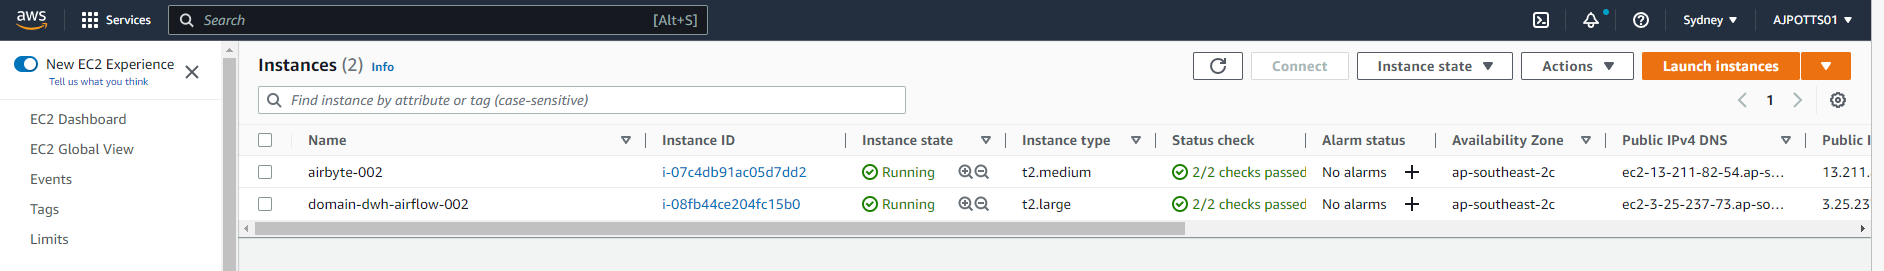 aws Services Search [Alt+S] Sydney ▼ AJPOTTS01 ▼
New EC2 Experience
Tell us what you think
EC2 Dashboard
EC2 Global View
Events
Tags
Limits
Instances (2) Info
Connect Instance state ▼ Actions ▼ Launch instances ▼
Find instance by attribute or tag (case-sensitive)
1
Name Instance ID Instance state Instance type Status check Alarm status Availability Zone Public IPv4 DNS Public I
airbyte-002 i-07c4db91ac05d7dd2 Running t2.medium 2/2 checks passed No alarms + ap-southeast-2c ec2-13-211-82-54.ap-s... 13.211.
domain-dwh-airflow-002 i-08fb44ce204fc15b0 Running t2.large 2/2 checks passed No alarms + ap-southeast-2c ec2-3-25-237-73.ap-so... 3.25.237